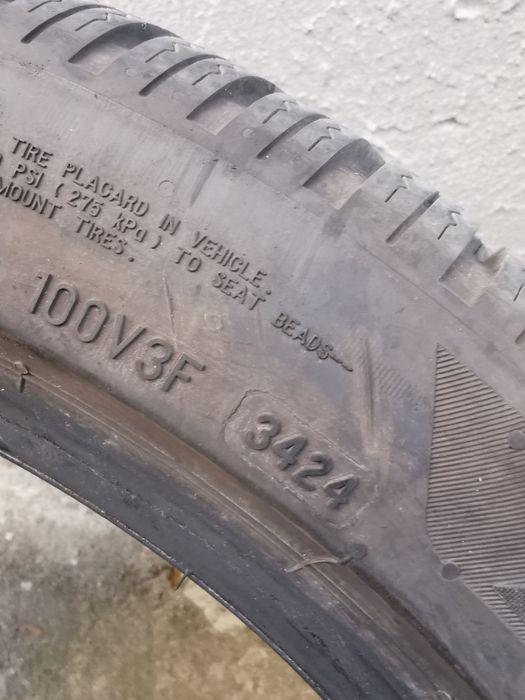 TIRE PLACARD IN VEHICLE.
PSI (275 kPa) TO SEAT BEADS
MOUNT TIRES.
100V3F
3424